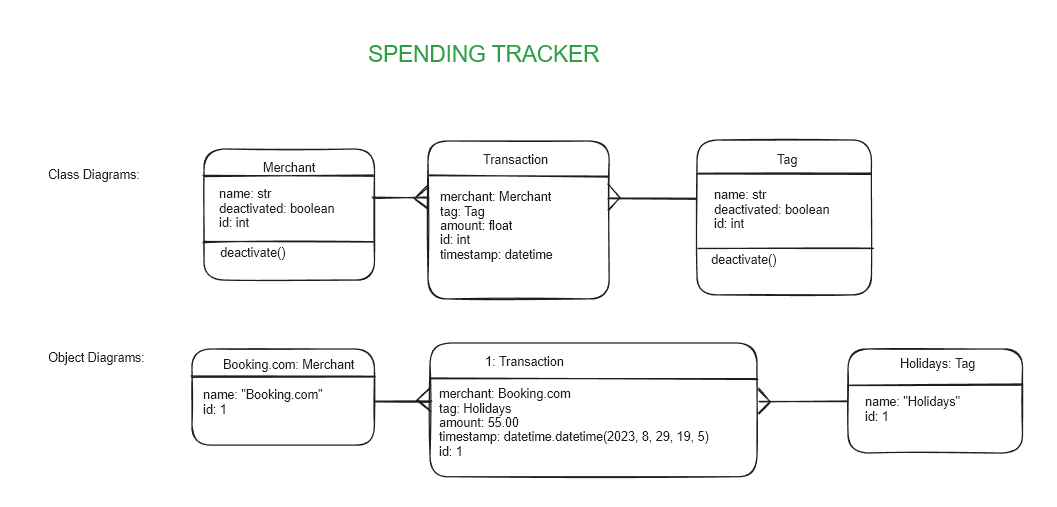 SPENDING TRACKER
Class Diagrams:
Merchant
name: str
deactivated: boolean
id: int
deactivate()
Transaction
merchant: Merchant
tag: Tag
amount: float
id: int
timestamp: datetime
Tag
name: str
deactivated: boolean
id: int
deactivate()
Object Diagrams:
Booking.com: Merchant
name: "Booking.com"
id: 1
1: Transaction
merchant: Booking.com
tag: Holidays
amount: 55.00
timestamp: datetime.datetime(2023, 8, 29, 19, 5)
id: 1
Holidays: Tag
name: "Holidays"
id: 1